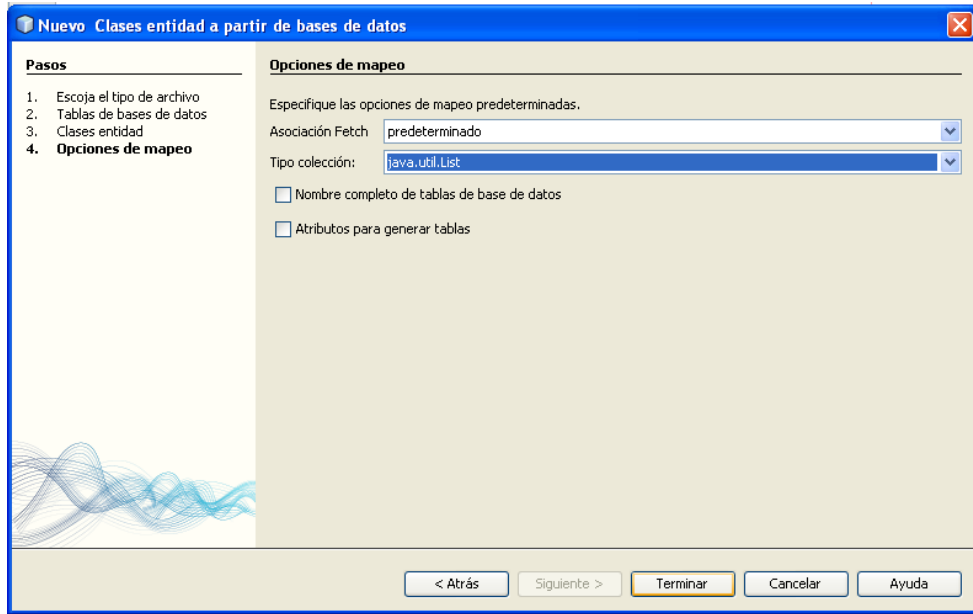 Nuevo Clases entidad a partir de bases de datos
Pasos
1. Escoja el tipo de archivo
2. Tablas de bases de datos
3. Clases entidad
4. Opciones de mapeo
Opciones de mapeo
Especifique las opciones de mapeo predeterminadas.
Asociación Fetch predeterminado
Tipo colección: java.util.List
Nombre completo de tablas de base de datos
Atributos para generar tablas
< Atrás Siguiente > Terminar Cancelar Ayuda